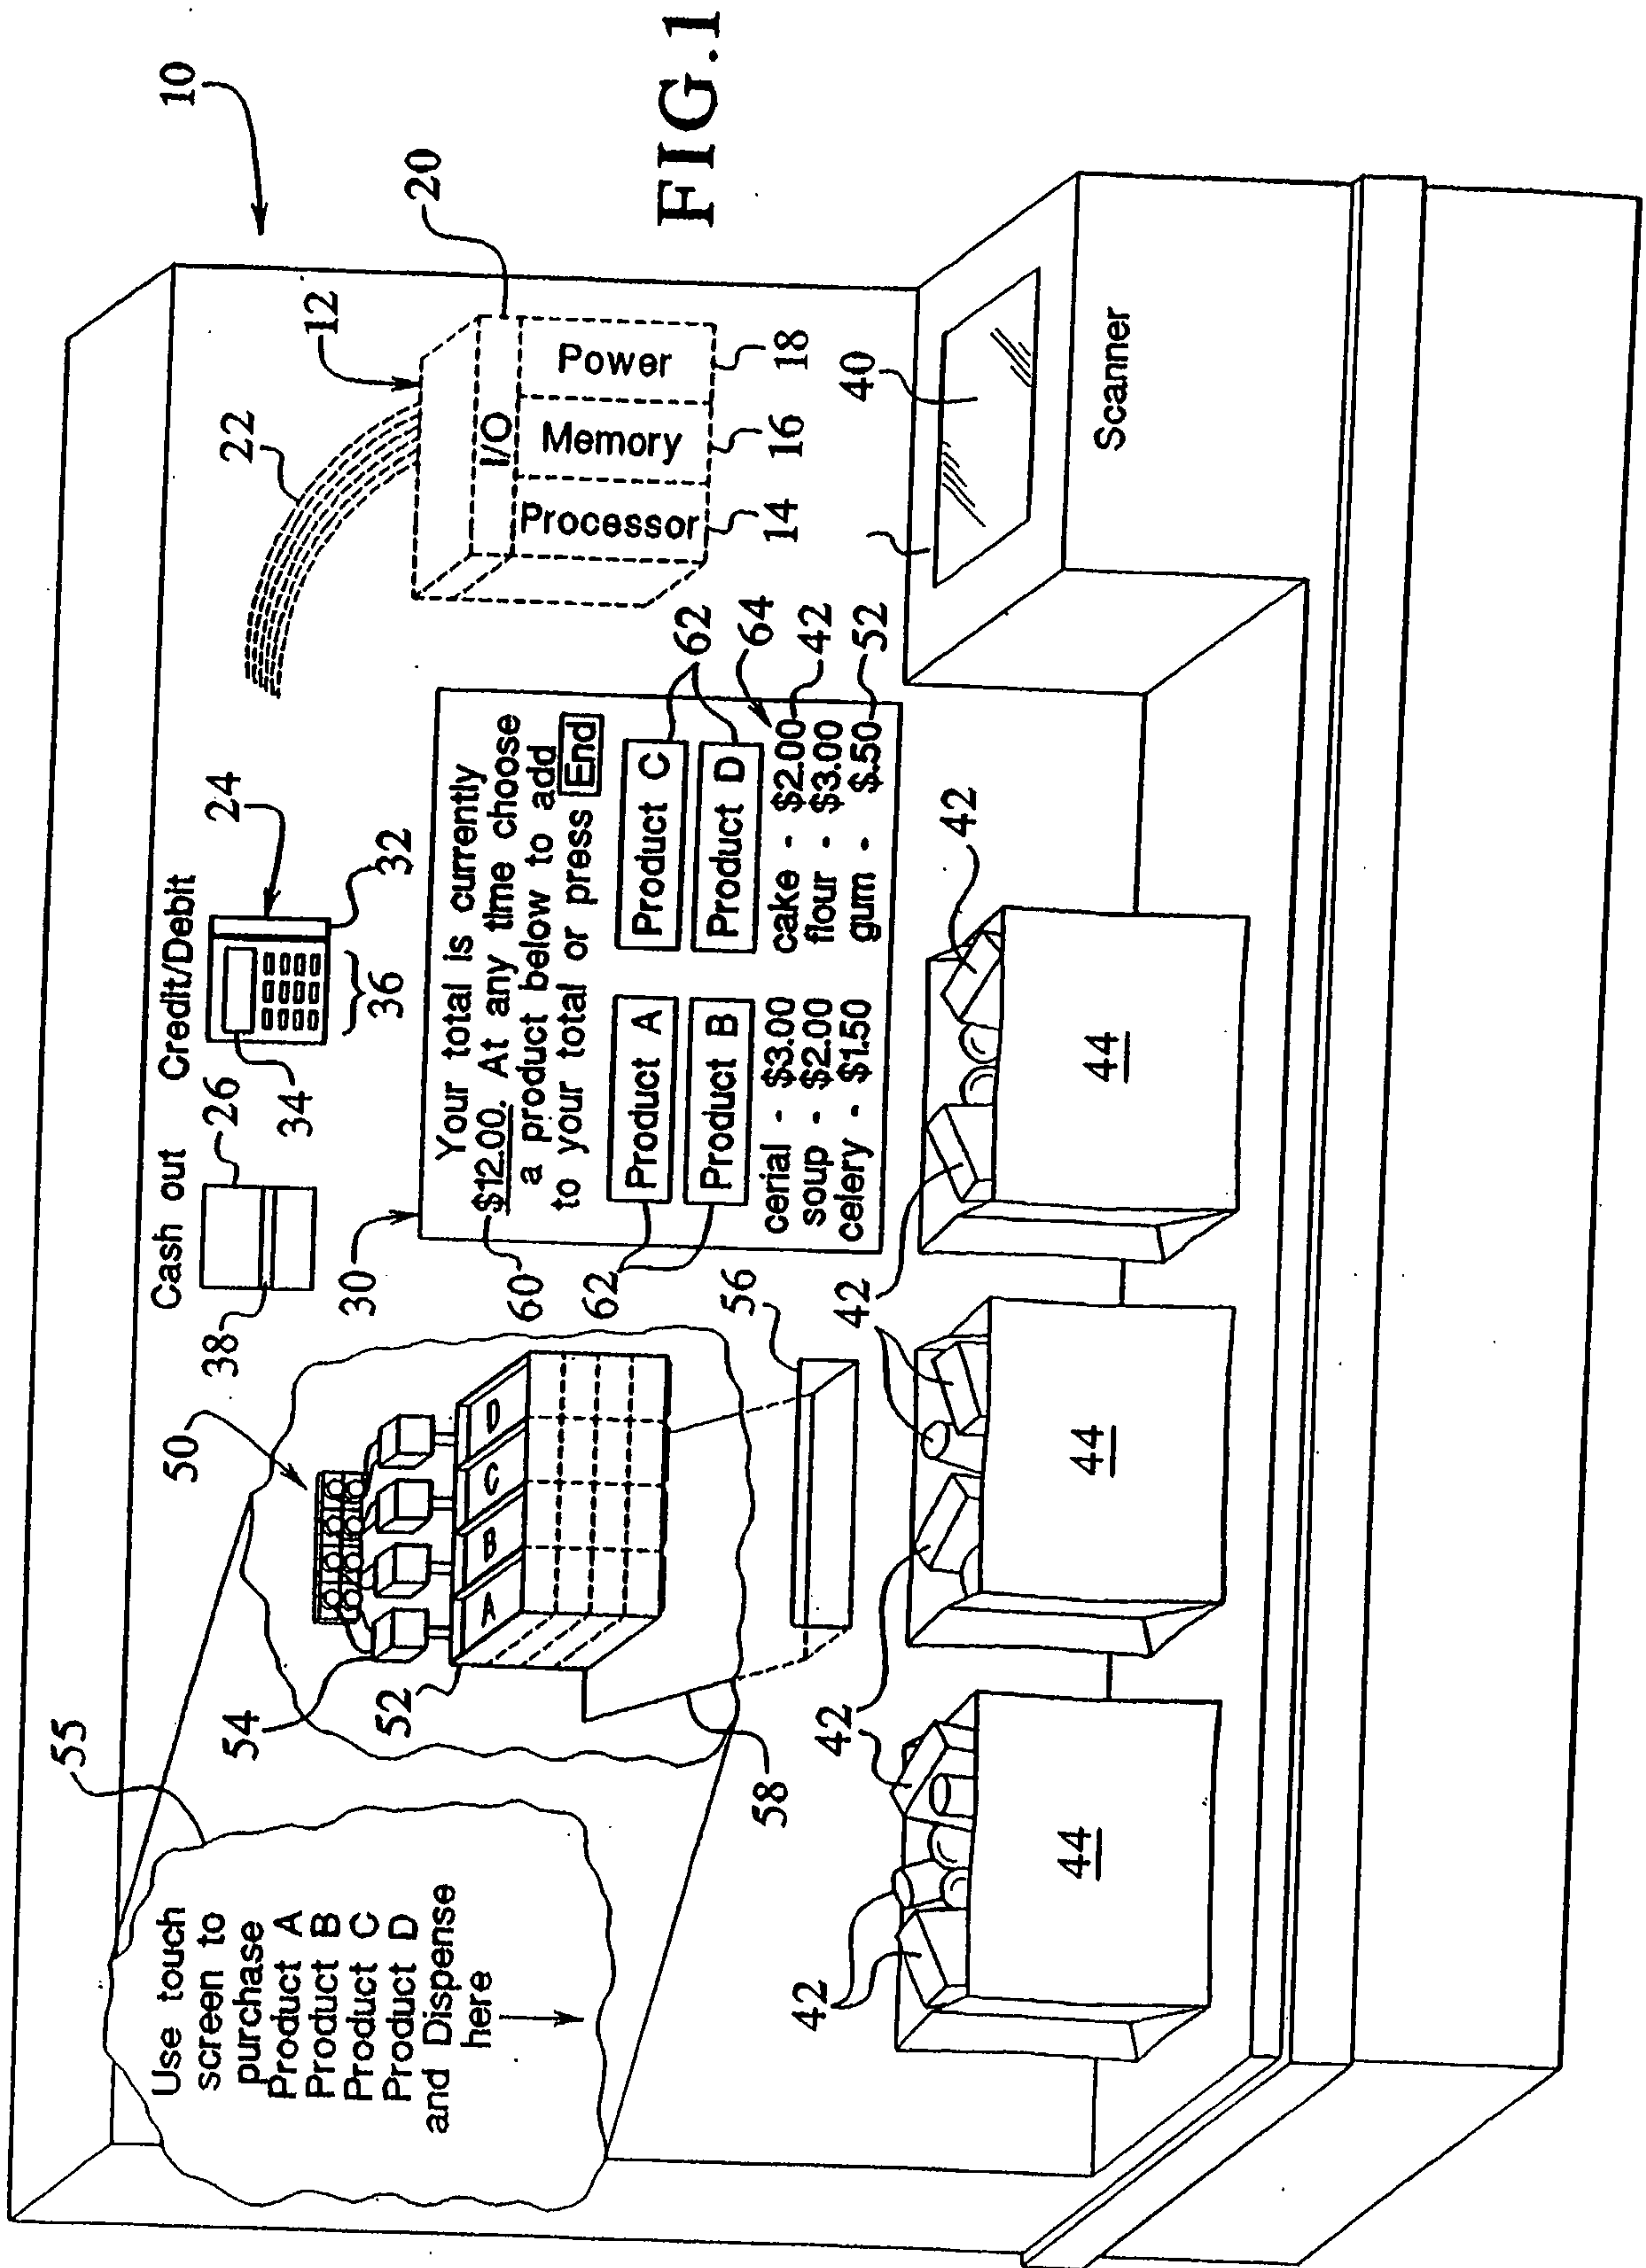 FIG.1
10
Use touch
screen to
purchase
Product A
Product B
Product C
Product D
and Dispense
here
55
Cash out
26
38
Credit/Debit
24
32
34
36
22
12
20
I/O
Processor
Memory
Power
14
16
18
50
54
52
A
B
C
D
58
56
30
Your total is currently
$12.00. At any time choose
a product below to add
to your total or press End
60
Product A
Product C
62
62
Product B
Product D
64
cerial - $3.00
cake - $2.00
42
soup - $2.00
flour - $3.00
celery - $1.50
gum - $.50
52
40
Scanner
42
42
42
42
42
44
44
44